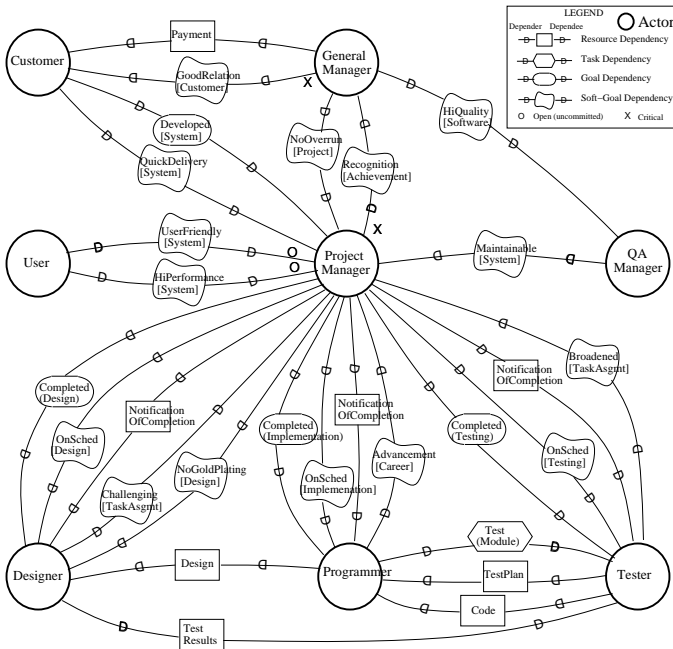 LEGEND
Depender
Dependee
Actor
D D Resource Dependency
D D Task Dependency
D D Goal Dependency
D D Soft-Goal Dependency
O Open (uncommitted)
X Critical
Customer
Payment
General
Manager
GoodRelation
[Customer]
X
Developed
[System]
QuickDelivery
[System]
NoOverrun
[Project]
Recognition
[Achievement]
HiQuality
[Software]
X
User
UserFriendly
[System]
O
HiPerformance
[System]
O
Project
Manager
Maintainable
[System]
QA
Manager
Completed
(Design)
OnSched
[Design]
Notification
OfCompletion
Challenging
[TaskAsgmt]
NoGoldPlating
[Design]
Completed
(Implementation)
OnSched
[Implemenation]
Notification
OfCompletion
Advancement
[Career]
Completed
(Testing)
OnSched
[Testing]
Notification
OfCompletion
Broadened
[TaskAsgmt]
Designer
Design
Programmer
Test
(Module)
TestPlan
Code
Tester
Test
Results